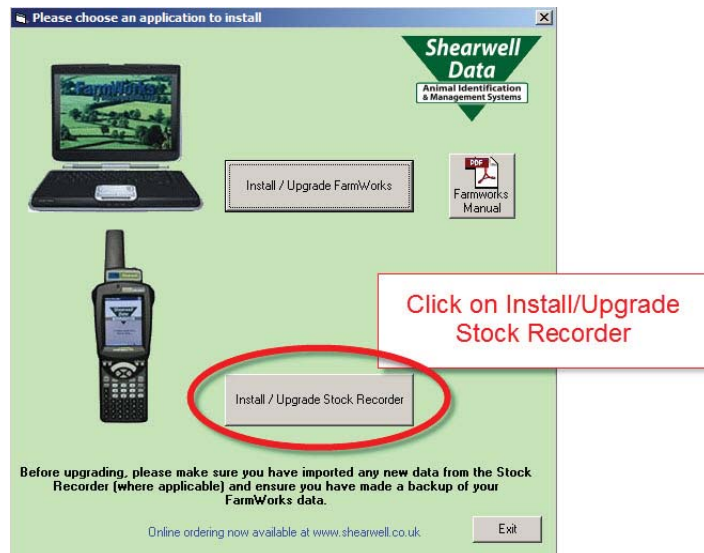 Please choose an application to install
Shearwell
Data
Animal Identification
& Management Systems
FarmWorks
Install / Upgrade FarmWorks
PDF
Farmworks
Manual
Click on Install/Upgrade
Stock Recorder
Shearwell
Data
Install / Upgrade Stock Recorder
Before upgrading, please make sure you have imported any new data from the Stock
Recorder (where applicable) and ensure you have made a backup of your
FarmWorks data.
Online ordering now available at www.shearwell.co.uk
Exit